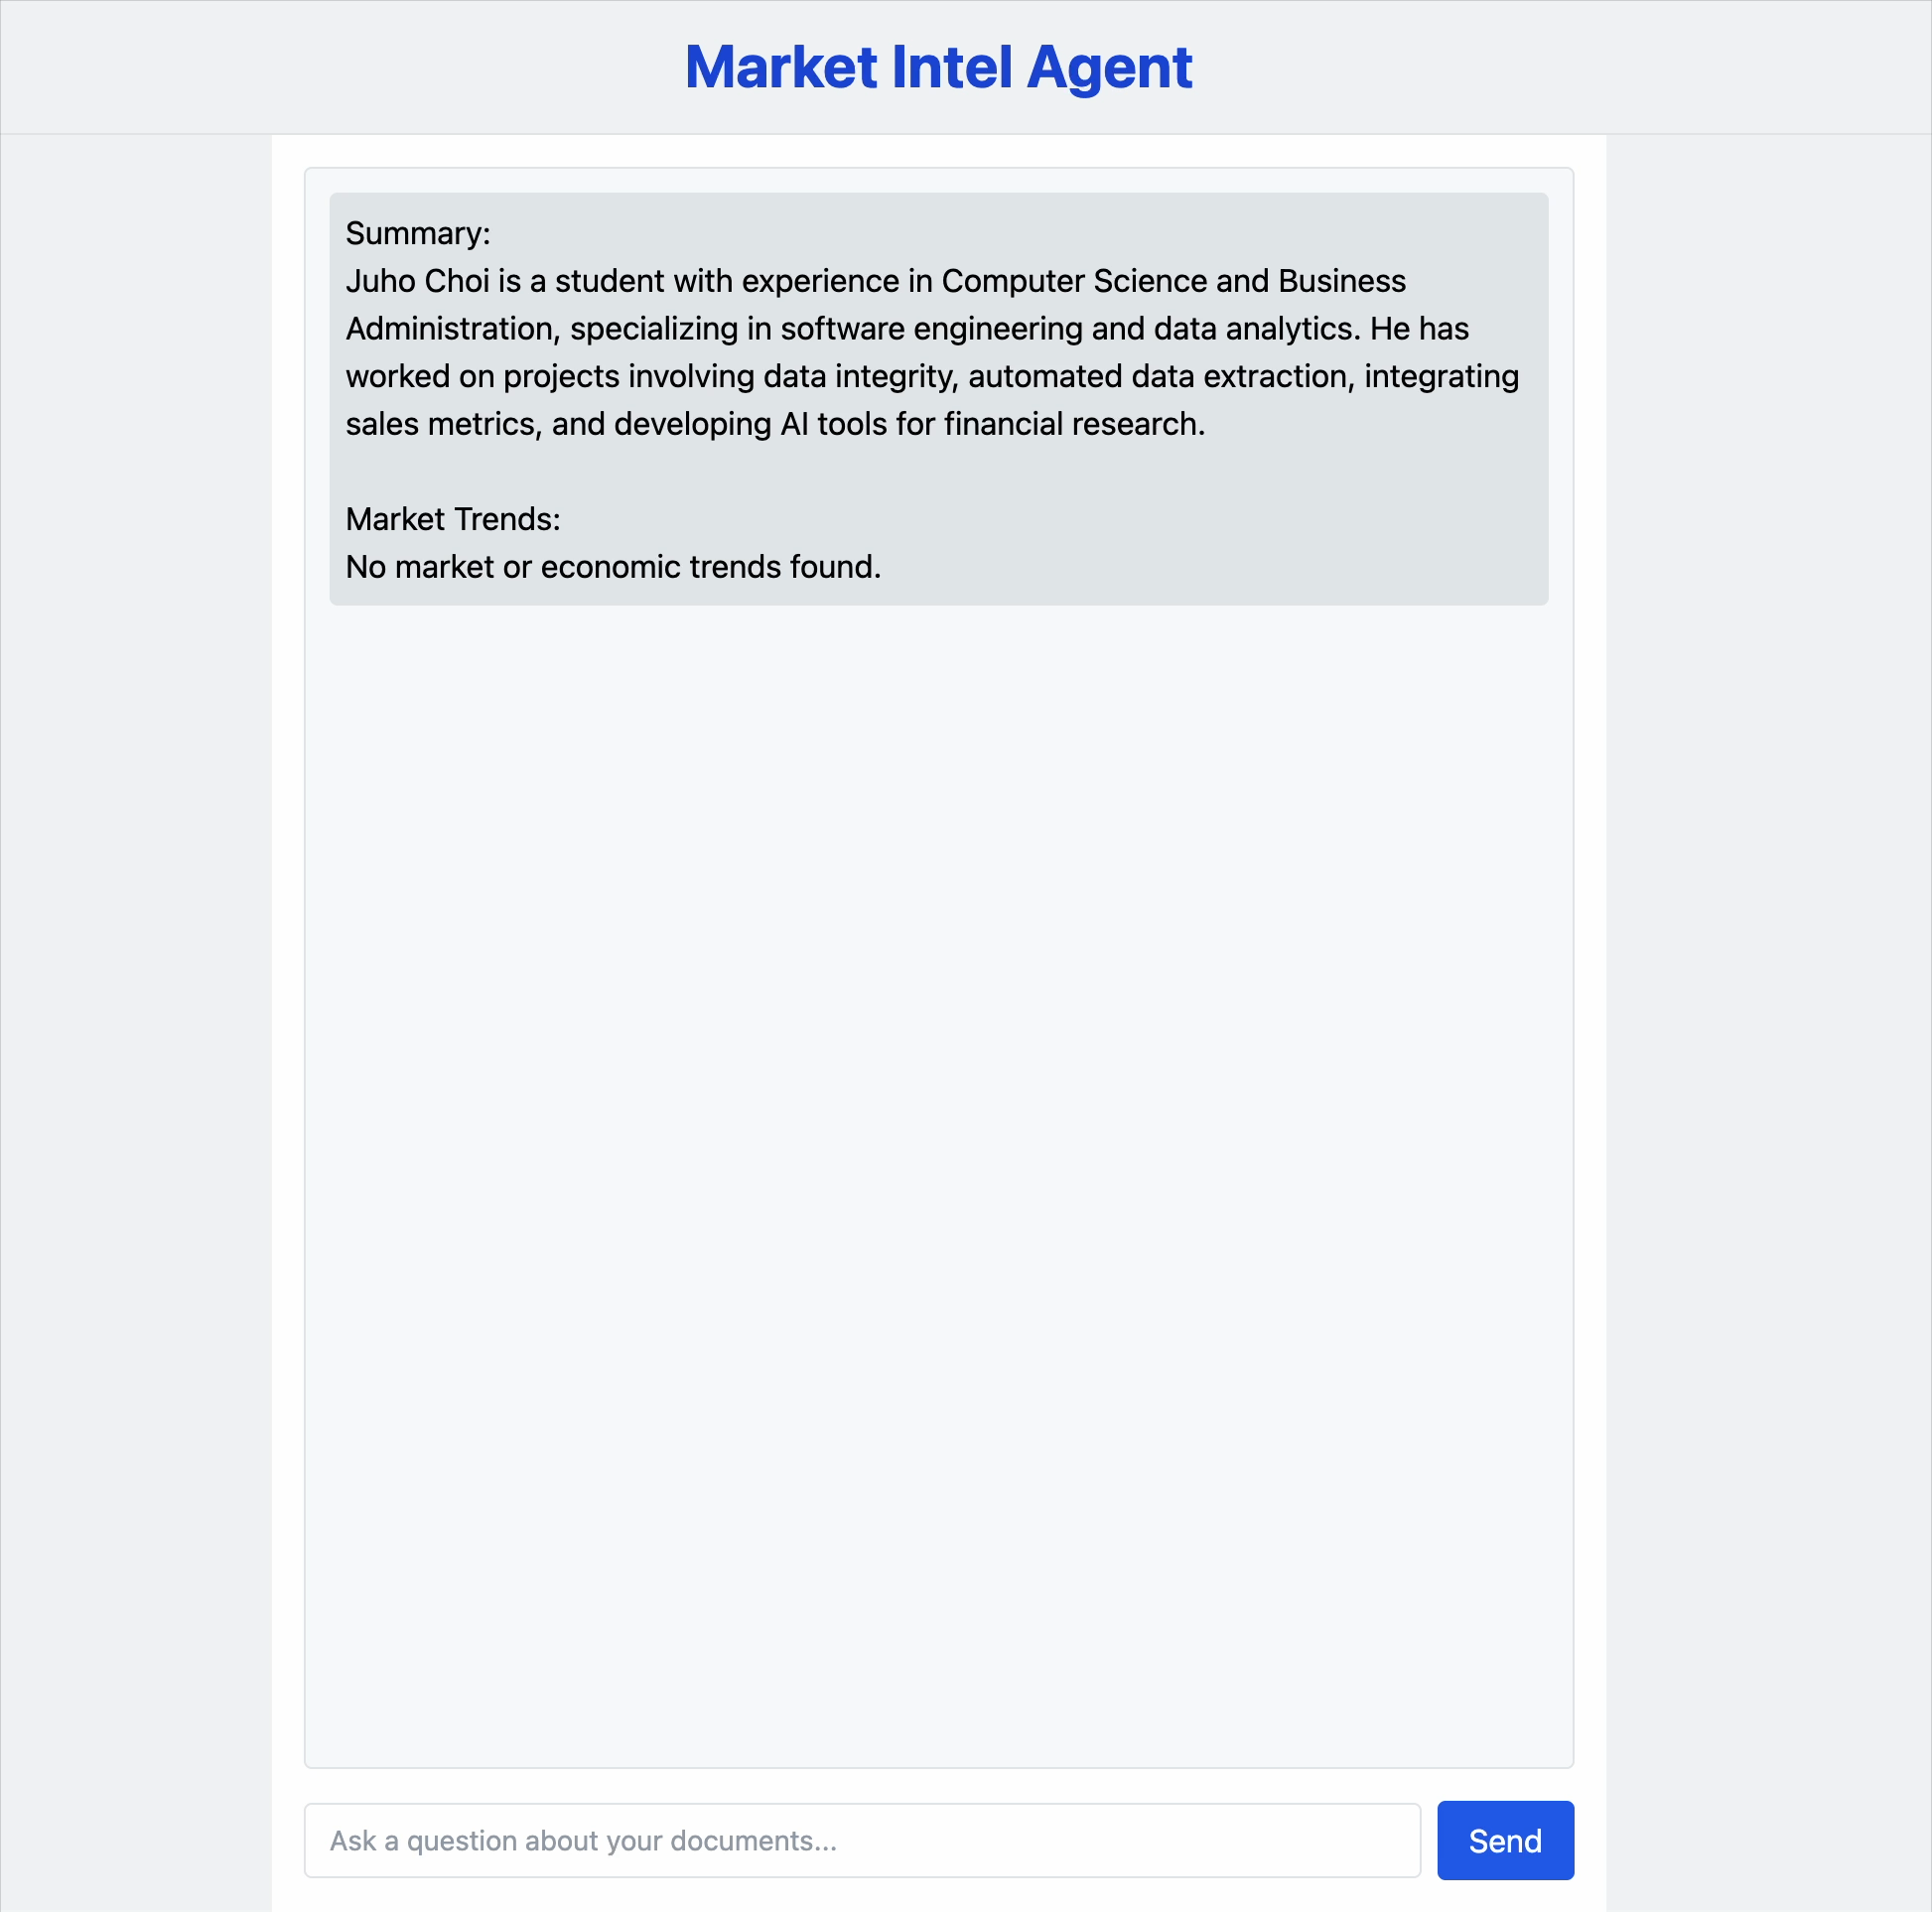 Market Intel Agent
Summary:
Juho Choi is a student with experience in Computer Science and Business
Administration, specializing in software engineering and data analytics. He has
worked on projects involving data integrity, automated data extraction, integrating
sales metrics, and developing AI tools for financial research.
Market Trends:
No market or economic trends found.
Ask a question about your documents...
Send